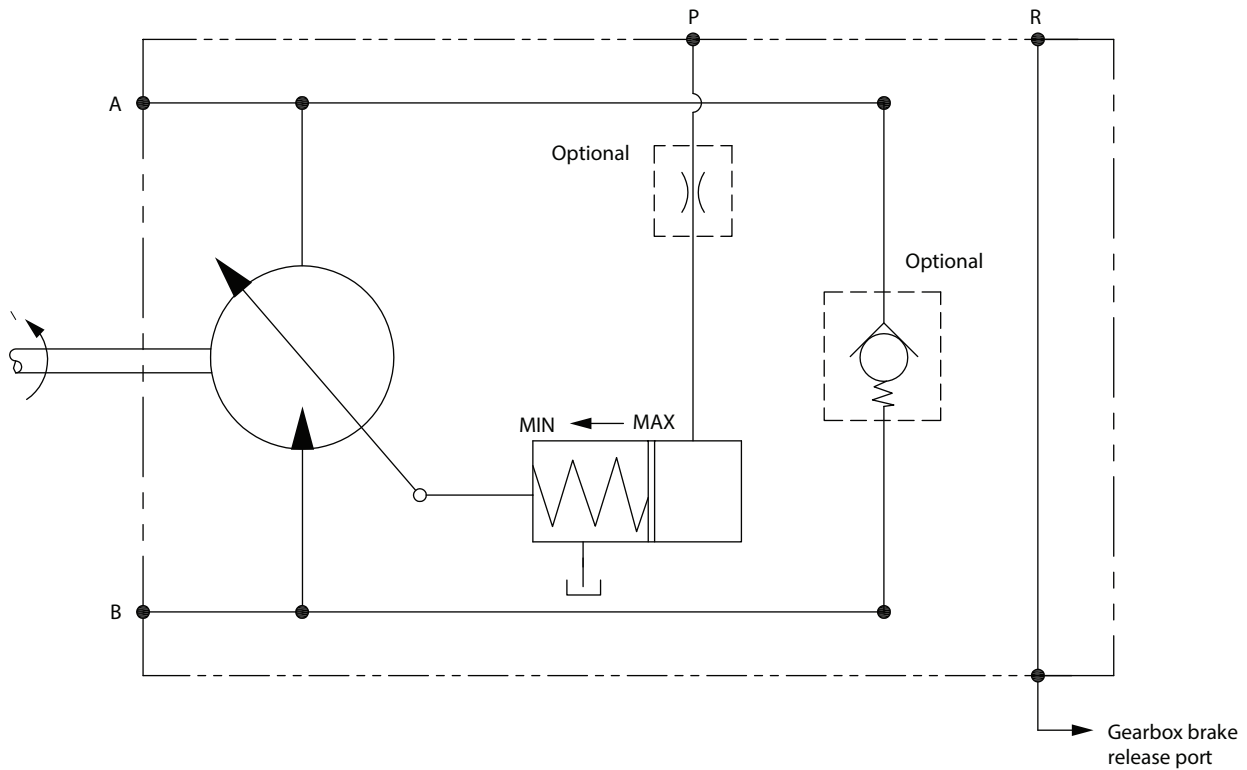 P
R
A
Optional
Optional
MIN
MAX
B
Gearbox brake
release port